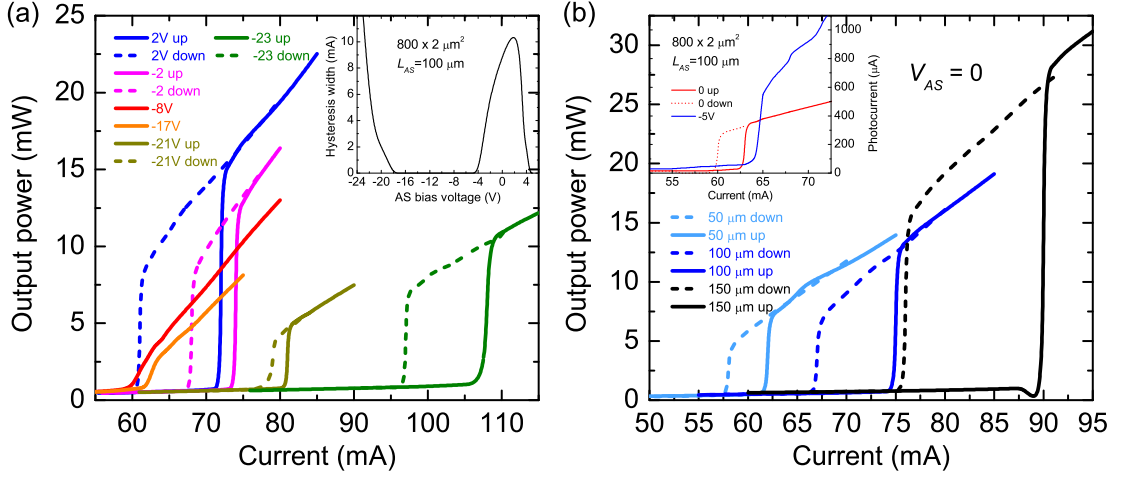 (a)
25
20
15
10
5
0
Output power (mW)
60 70 80 90 100 110
Current (mA)
2V up
2V down
-2 up
-2 down
-8V
-17V
-21V up
-21V down
-23 up
-23 down
10
8
6
4
2
0
Hysteresis width (mA)
800 x 2 μm²
L_AS=100 μm
-24 -20 -16 -12 -8 -4 0 4
AS bias voltage (V)
(b)
30
25
20
15
10
5
0
Output power (mW)
50 55 60 65 70 75 80 85 90 95
Current (mA)
V_AS = 0
800 x 2 μm²
L_AS=100 μm
0 up
0 down
-5V
1000
800
600
400
200
0
Photocurrent (μA)
55 60 65 70
Current (mA)
50 μm down
50 μm up
100 μm down
100 μm up
150 μm down
150 μm up